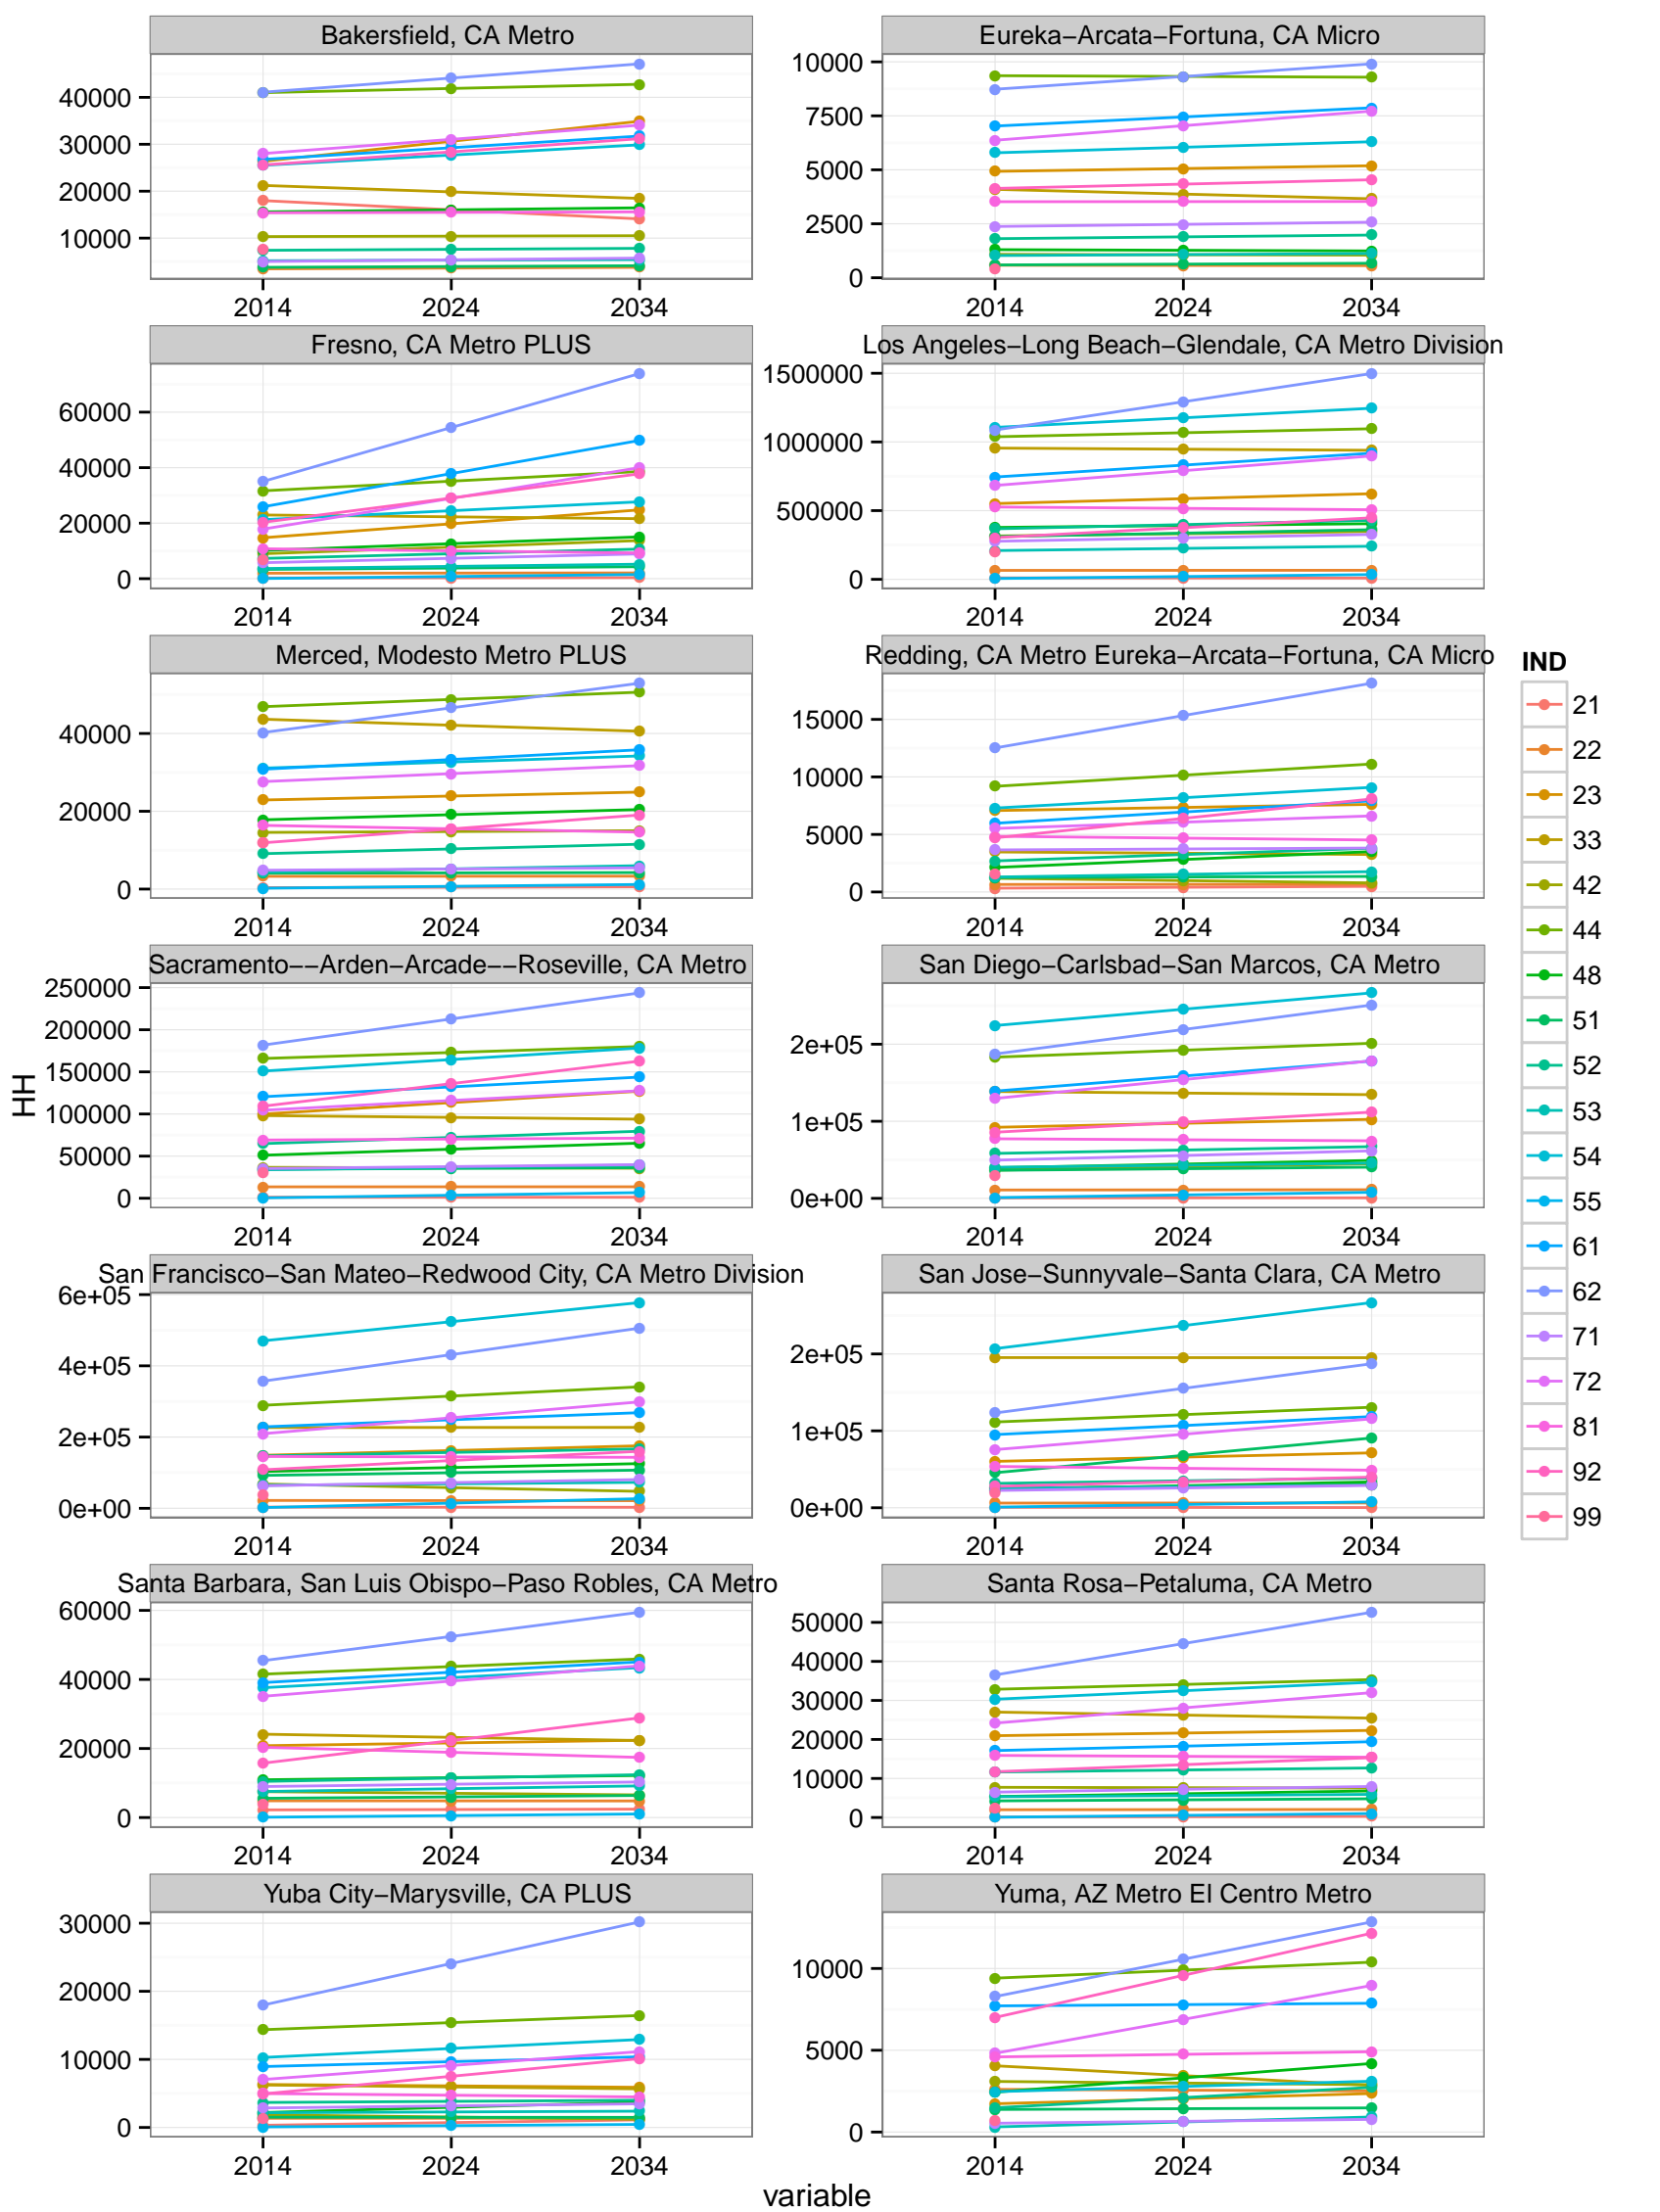 Bakersfield, CA Metro
Eureka−Arcata−Fortuna, CA Micro
40000
30000
20000
10000
10000
7500
5000
2500
0
2014 2024 2034
2014 2024 2034
Fresno, CA Metro PLUS
Los Angeles−Long Beach−Glendale, CA Metro Division
60000
40000
20000
0
1500000
1000000
500000
0
2014 2024 2034
2014 2024 2034
Merced, Modesto Metro PLUS
Redding, CA Metro Eureka−Arcata−Fortuna, CA Micro
40000
20000
0
15000
10000
5000
0
2014 2024 2034
2014 2024 2034
Sacramento−−Arden−Arcade−−Roseville, CA Metro
San Diego−Carlsbad−San Marcos, CA Metro
250000
200000
150000
100000
50000
0
2e+05
1e+05
0e+00
2014 2024 2034
2014 2024 2034
San Francisco−San Mateo−Redwood City, CA Metro Division
San Jose−Sunnyvale−Santa Clara, CA Metro
6e+05
4e+05
2e+05
0e+00
2e+05
1e+05
0e+00
2014 2024 2034
2014 2024 2034
Santa Barbara, San Luis Obispo−Paso Robles, CA Metro
Santa Rosa−Petaluma, CA Metro
60000
40000
20000
0
50000
40000
30000
20000
10000
0
2014 2024 2034
2014 2024 2034
Yuba City−Marysville, CA PLUS
Yuma, AZ Metro El Centro Metro
30000
20000
10000
0
10000
5000
0
2014 2024 2034
2014 2024 2034
HH
variable
IND
21
22
23
33
42
44
48
51
52
53
54
55
61
62
71
72
81
92
99